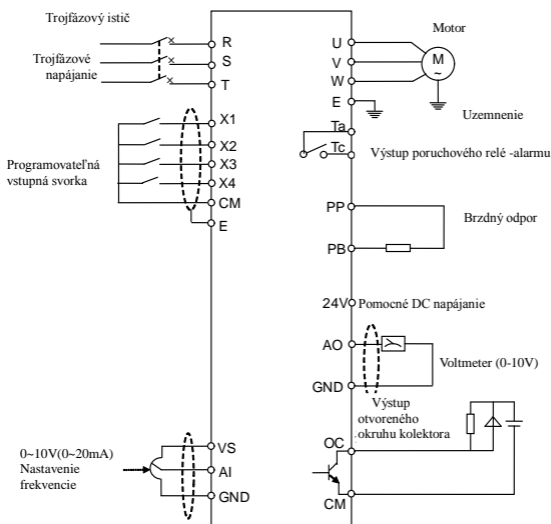 Trojfázový istič
Trojfázové
napájanie
R
S
T
X1
X2
X3
X4
CM
E
Programovateľná
vstupná svorka
0~10V(0~20mA)
Nastavenie
frekvencie
VS
AI
GND
U
V
W
E
Motor
M
~
Uzemnenie
Ta
Tc
Výstup poruchového relé -alarmu
PP
PB
Brzdný odpor
24V
Pomocné DC napájanie
AO
GND
Voltmeter (0-10V)
Výstup
otvoreného
okruhu kolektora
OC
CM